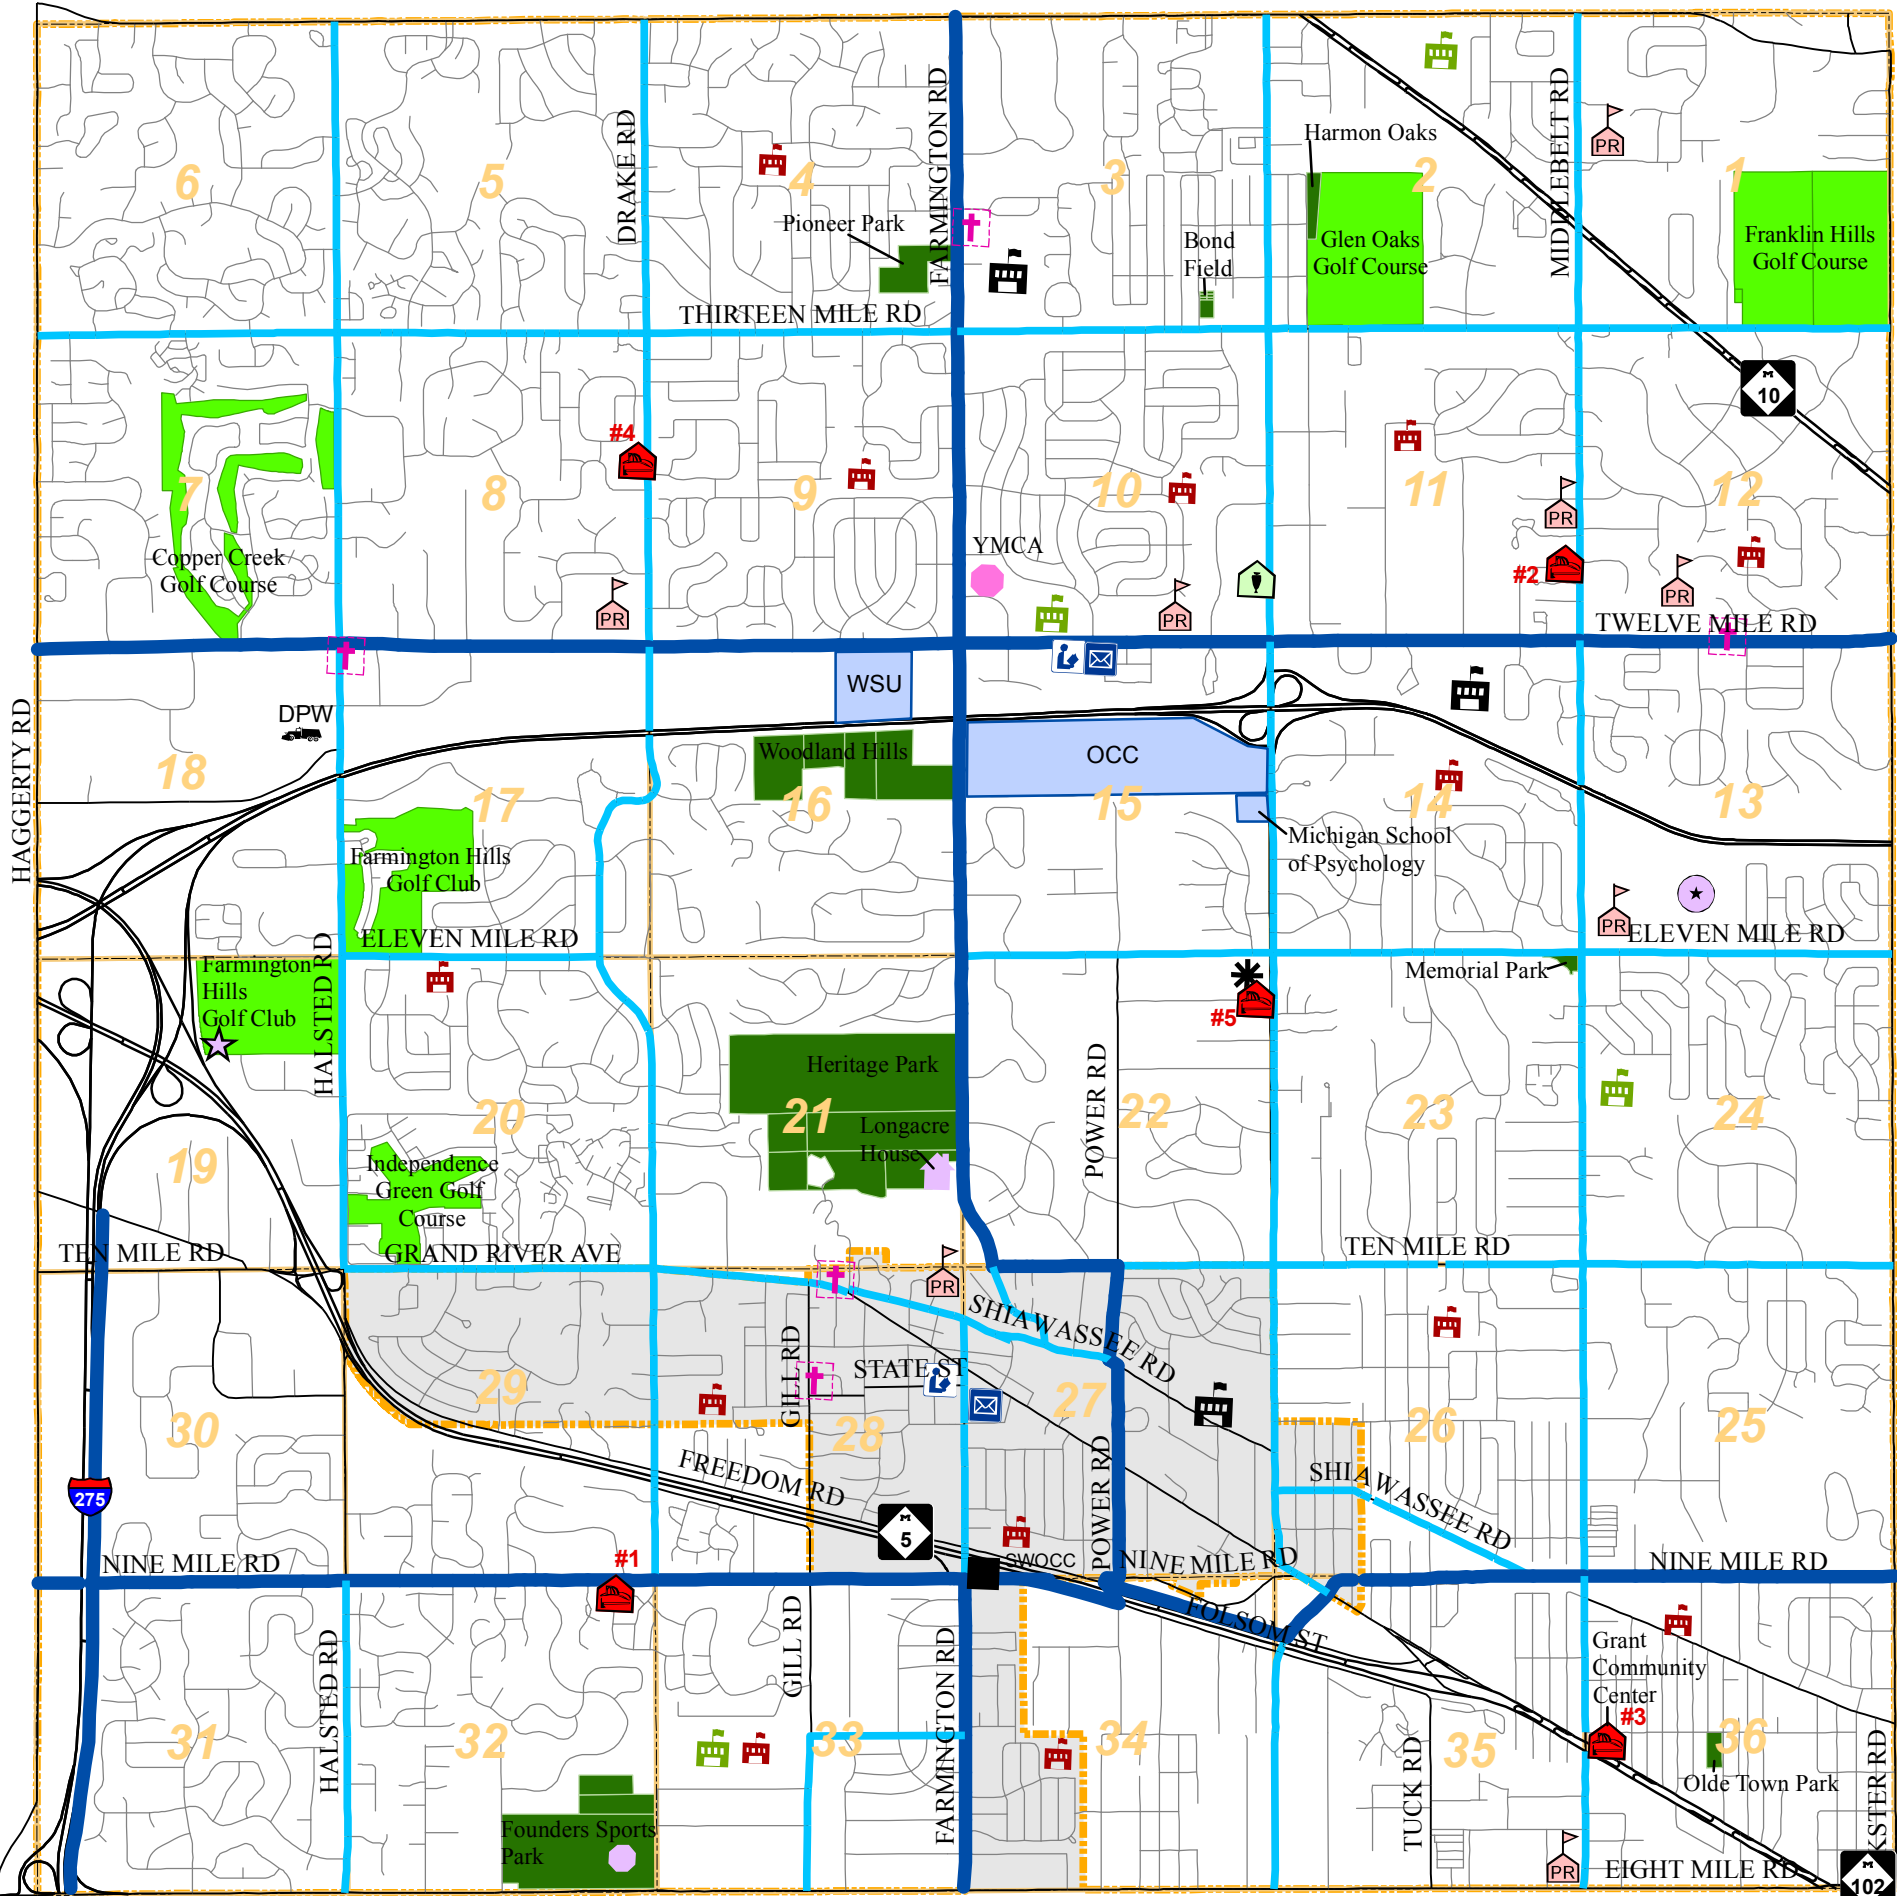 6
5
4
3
2
1
DRAKE RD
FARMINGTON RD
MIDDLEBELT RD
Harmon Oaks
PR
Pioneer Park
Bond
Field
Glen Oaks
Golf Course
Franklin Hills
Golf Course
THIRTEEN MILE RD
M
10
#4
7
8
9
10
11
12
PR
Copper Creek
Golf Course
YMCA
#2
PR
PR
PR
TWELVE MILE RD
WSU
DPW
HAGGERTY RD
Woodland Hills
OCC
18
17
16
15
14
13
Michigan School
of Psychology
Farmington Hills
Golf Club
PR
ELEVEN MILE RD
ELEVEN MILE RD
HALSTED RD
Farmington
Hills
Golf Club
Memorial Park
#5
Heritage Park
POWER RD
20
21
22
23
24
Longacre
House
19
Independence
Green Golf
Course
TEN MILE RD
GRAND RIVER AVE
TEN MILE RD
PR
SHIAWASSEE RD
GILL RD
STATE ST
29
28
27
26
25
30
POWER RD
FREEDOM RD
SHIAWASSEE RD
275
M
5
NINE MILE RD
#1
SWOCC
NINE MILE RD
NINE MILE RD
GILL RD
FOLSOM ST
HALSTED RD
FARMINGTON RD
Grant
Community
Center
#3
31
32
33
34
35
36
TUCK RD
Olde Town Park
KSTER RD
Founders Sports
Park
PR
EIGHT MILE RD
M
102